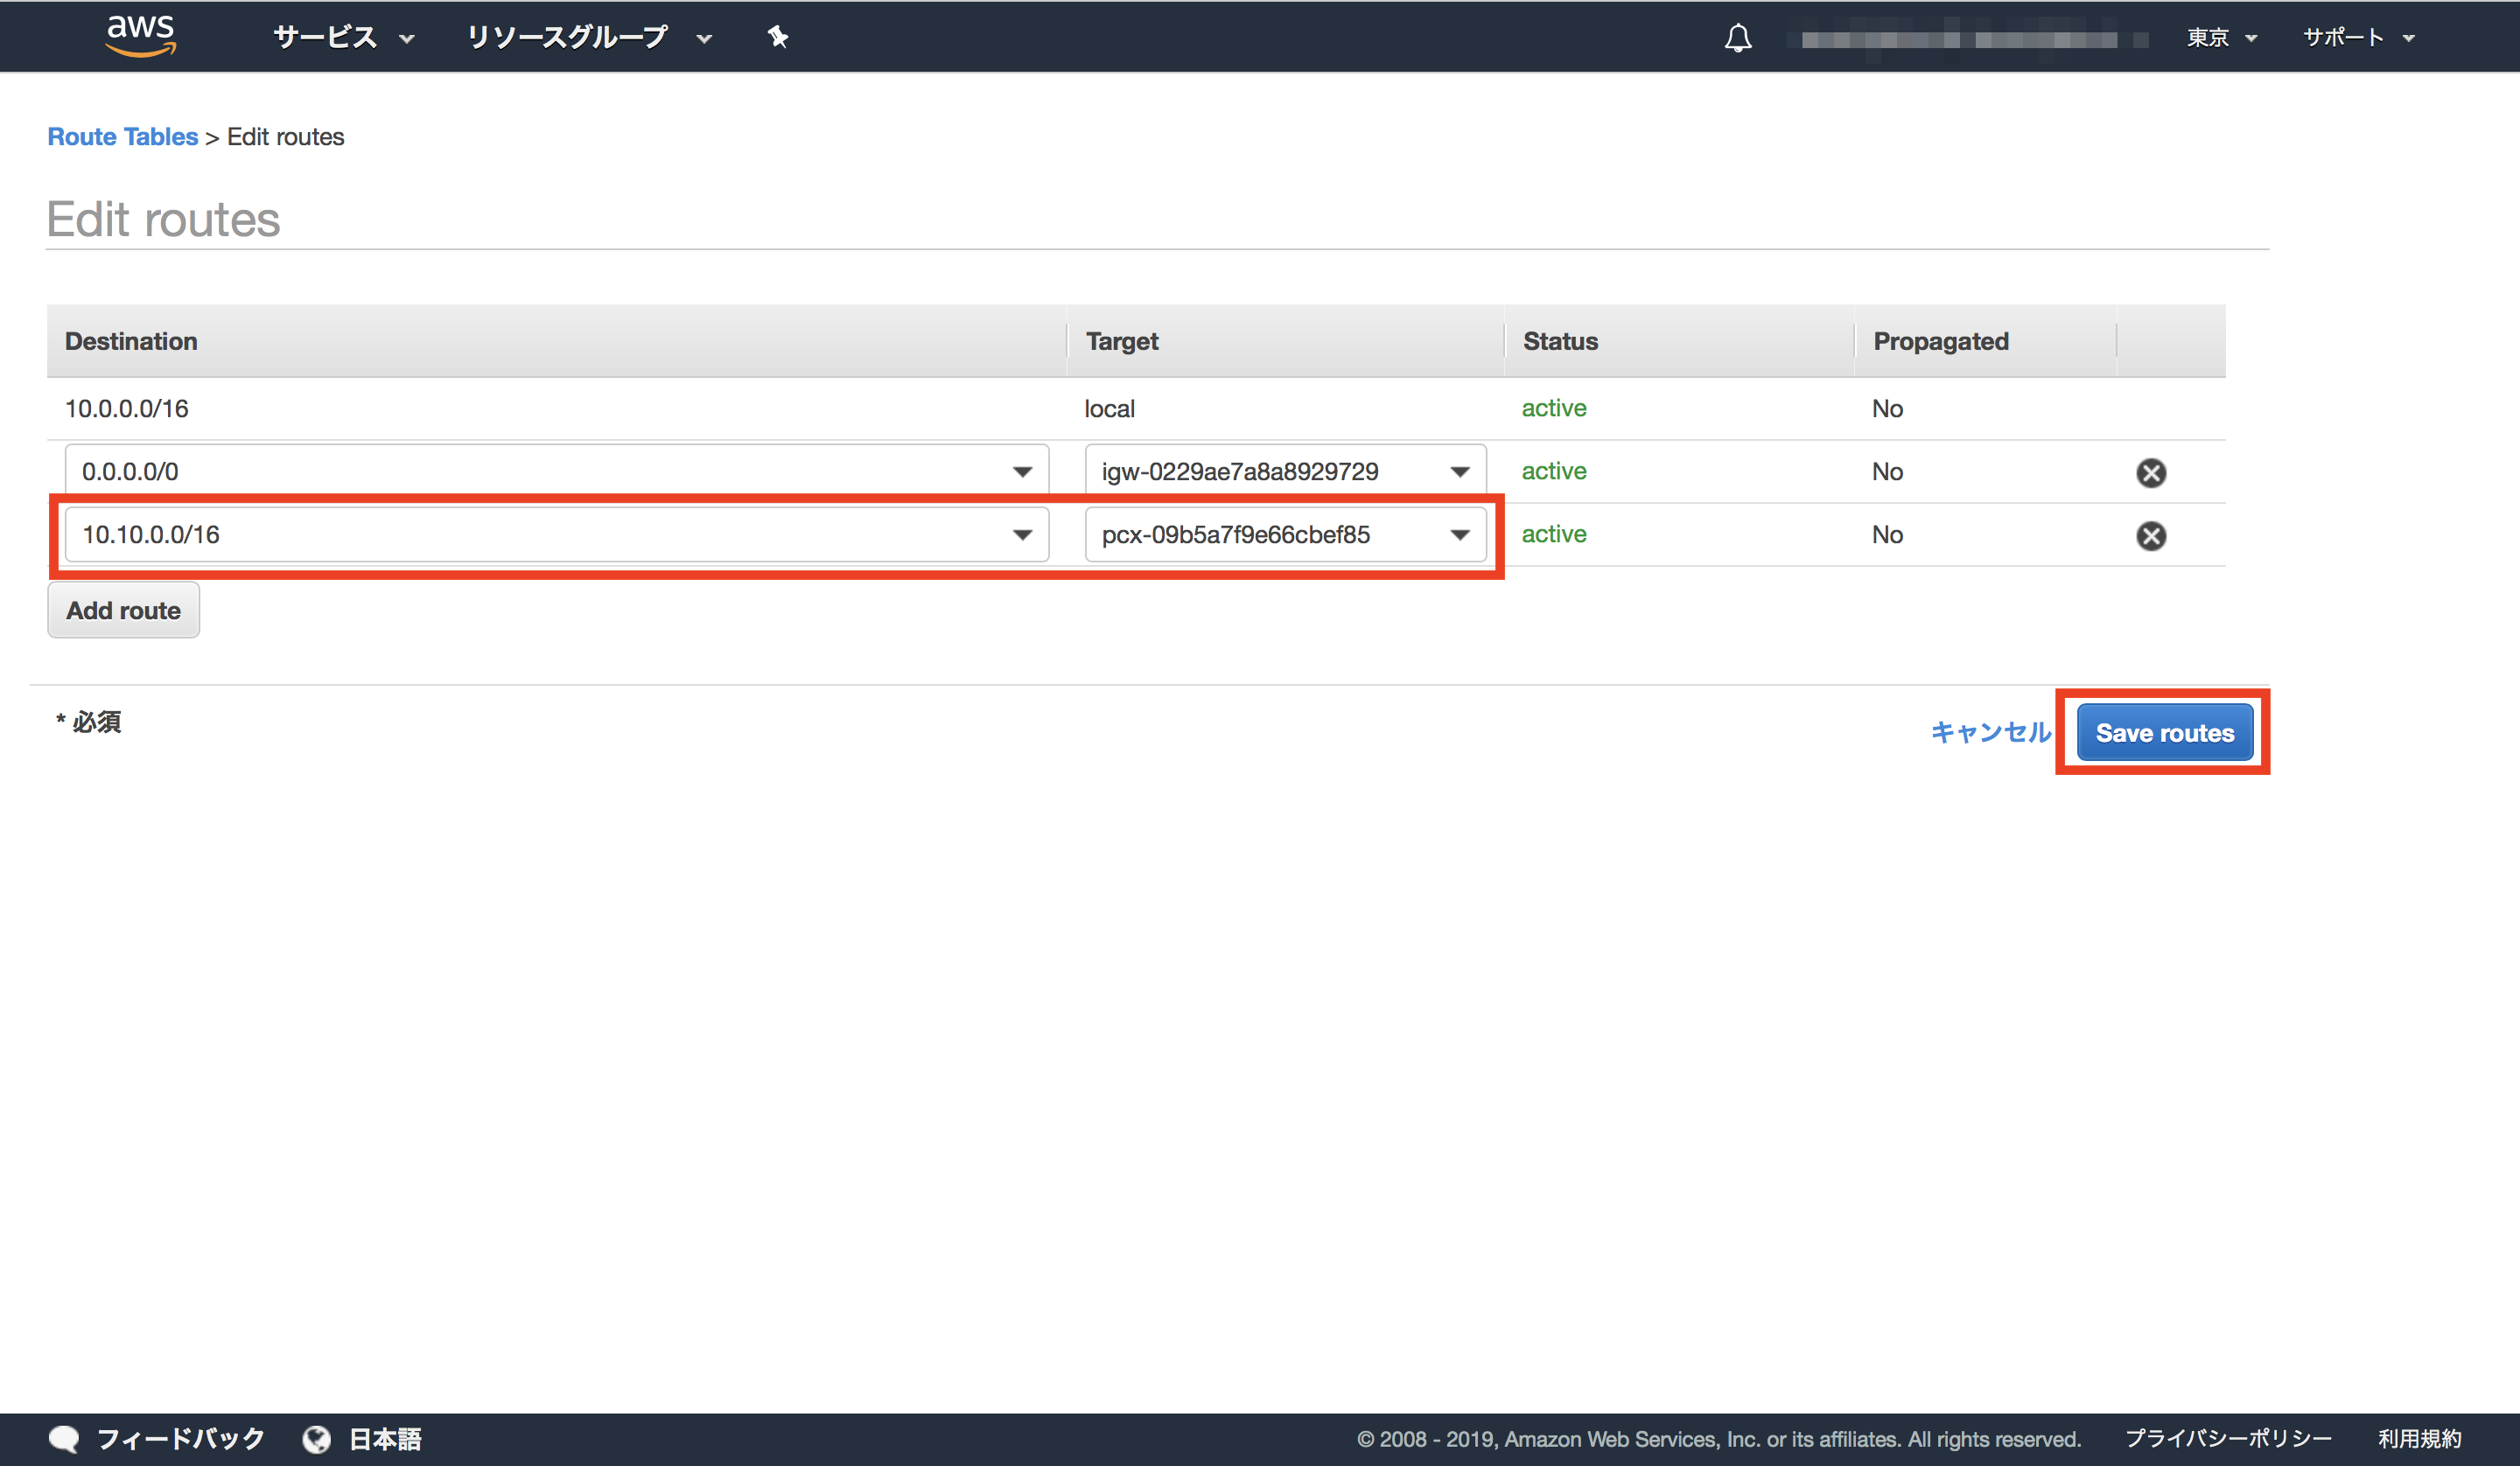 aws サービス リソースグループ 東京 サポート
Route Tables > Edit routes
Edit routes
Destination Target Status Propagated
10.0.0.0/16 local active No
0.0.0.0/0 igw-0229ae7a8a8929729 active No
10.10.0.0/16 pcx-09b5a7f9e66cbef85 active No
Add route
* 必須 キャンセル Save routes
フィードバック 日本語 © 2008 - 2019, Amazon Web Services, Inc. or its affiliates. All rights reserved. プライバシーポリシー 利用規約